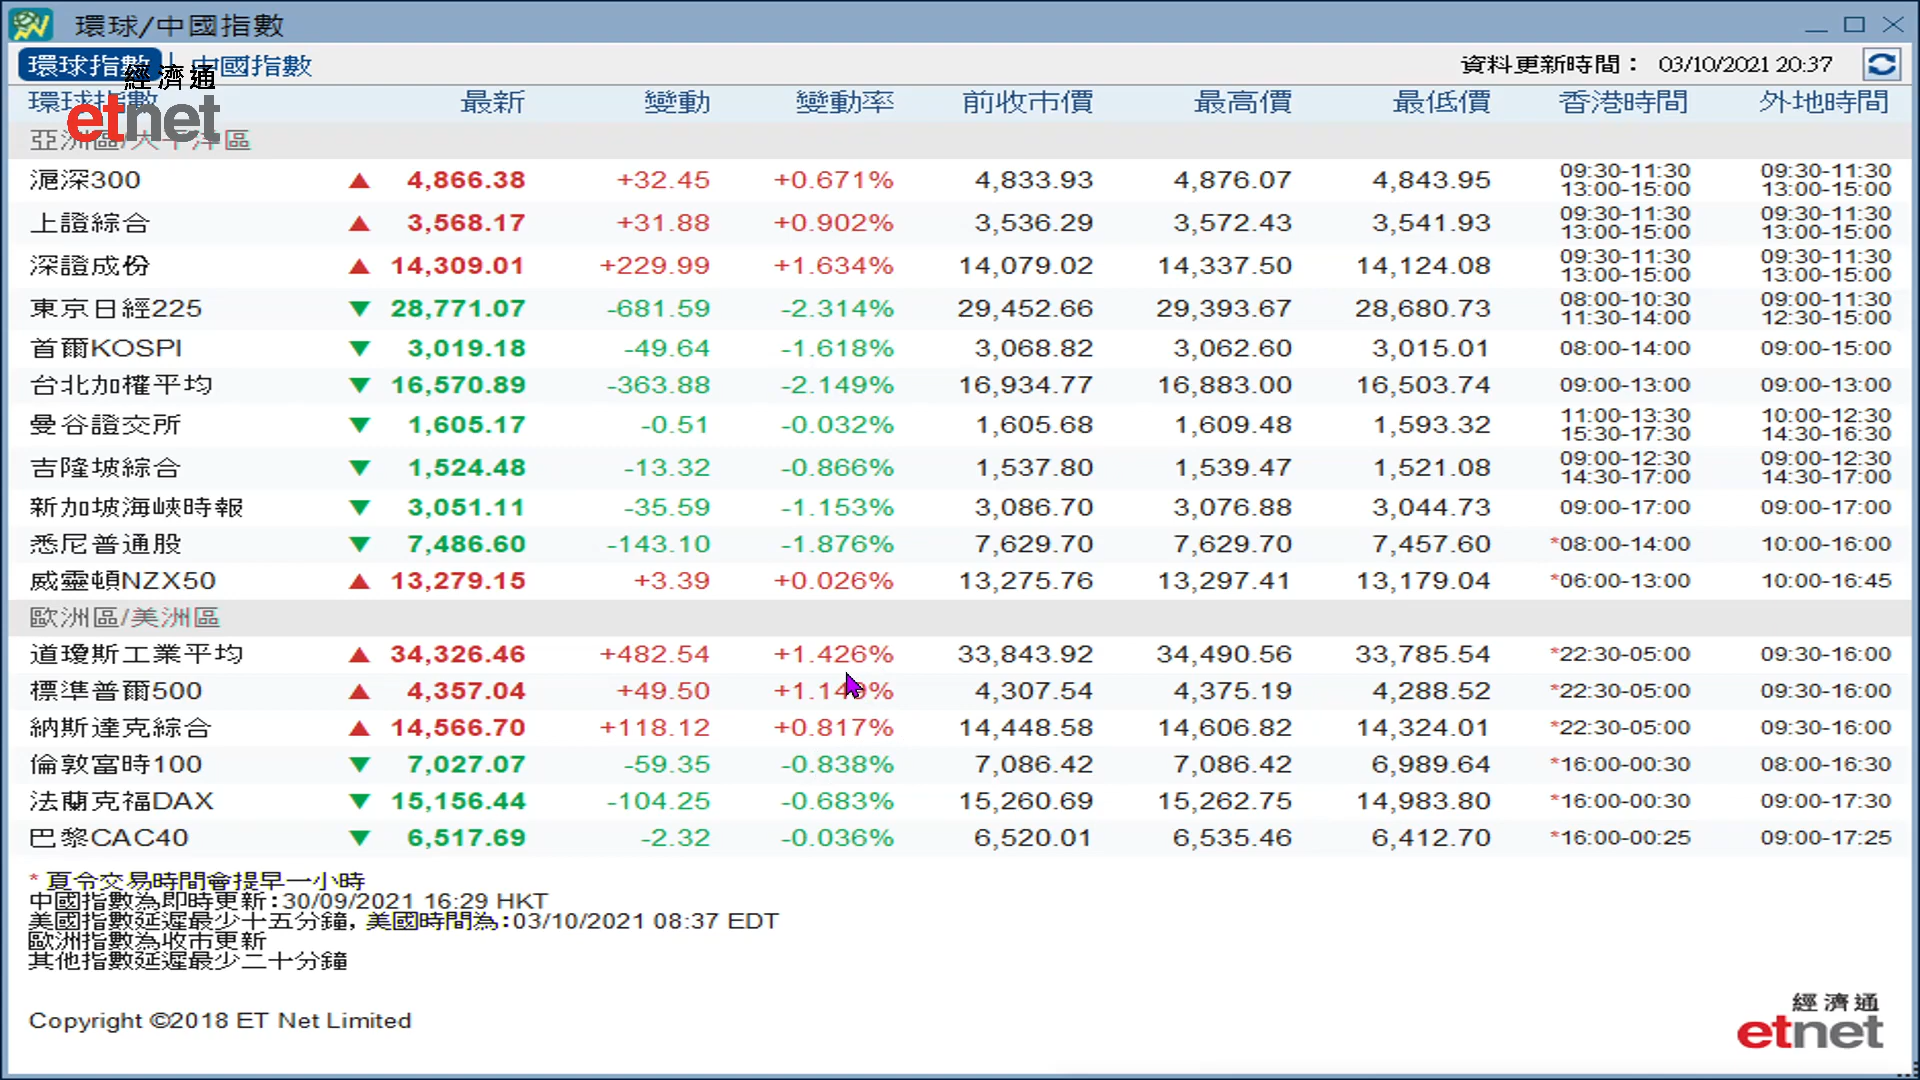 環球/中國指數
環球指數 中國指數 資料更新時間： 03/10/2021 20:37
經濟通
etnet
環球指數 最新 變動 變動率 前收市價 最高價 最低價 香港時間 外地時間
亞洲區/太平洋區
滬深300 ▲ 4,866.38 +32.45 +0.671% 4,833.93 4,876.07 4,843.95 09:30-11:30 13:00-15:00 09:30-11:30 13:00-15:00
上證綜合 ▲ 3,568.17 +31.88 +0.902% 3,536.29 3,572.43 3,541.93 09:30-11:30 13:00-15:00 09:30-11:30 13:00-15:00
深證成份 ▲ 14,309.01 +229.99 +1.634% 14,079.02 14,337.50 14,124.08 09:30-11:30 13:00-15:00 09:30-11:30 13:00-15:00
東京日經225 ▼ 28,771.07 -681.59 -2.314% 29,452.66 29,393.67 28,680.73 08:00-10:30 11:30-14:00 09:00-11:30 12:30-15:00
首爾KOSPI ▼ 3,019.18 -49.64 -1.618% 3,068.82 3,062.60 3,015.01 08:00-14:00 09:00-15:00
台北加權平均 ▼ 16,570.89 -363.88 -2.149% 16,934.77 16,883.00 16,503.74 09:00-13:00 09:00-13:00
曼谷證交所 ▼ 1,605.17 -0.51 -0.032% 1,605.68 1,609.48 1,593.32 11:00-13:30 15:30-17:30 10:00-12:30 14:30-16:30
吉隆坡綜合 ▼ 1,524.48 -13.32 -0.866% 1,537.80 1,539.47 1,521.08 09:00-12:30 14:30-17:00 09:00-12:30 14:30-17:00
新加坡海峽時報 ▼ 3,051.11 -35.59 -1.153% 3,086.70 3,076.88 3,044.73 09:00-17:00 09:00-17:00
悉尼普通股 ▼ 7,486.60 -143.10 -1.876% 7,629.70 7,629.70 7,457.60 *08:00-14:00 10:00-16:00
威靈頓NZX50 ▲ 13,279.15 +3.39 +0.026% 13,275.76 13,297.41 13,179.04 *06:00-13:00 10:00-16:45
歐洲區/美洲區
道瓊斯工業平均 ▲ 34,326.46 +482.54 +1.426% 33,843.92 34,490.56 33,785.54 *22:30-05:00 09:30-16:00
標準普爾500 ▲ 4,357.04 +49.50 4,307.54 4,375.19 4,288.52 *22:30-05:00 09:30-16:00
納斯達克綜合 ▲ 14,566.70 +118.12 +0.817% 14,448.58 14,606.82 14,324.01 *22:30-05:00 09:30-16:00
倫敦富時100 ▼ 7,027.07 -59.35 -0.838% 7,086.42 7,086.42 6,989.64 *16:00-00:30 08:00-16:30
法蘭克福DAX ▼ 15,156.44 -104.25 -0.683% 15,260.69 15,262.75 14,983.80 *16:00-00:30 09:00-17:30
巴黎CAC40 ▼ 6,517.69 -2.32 -0.036% 6,520.01 6,535.46 6,412.70 *16:00-00:25 09:00-17:25
* 夏令交易時間會提早一小時
中國指數為即時更新:30/09/2021 16:29 HKT
美國指數延遲最少十五分鐘, 美國時間為:03/10/2021 08:37 EDT
歐洲指數為收市更新
其他指數延遲最少二十分鐘
Copyright ©2018 ET Net Limited
經濟通
etnet